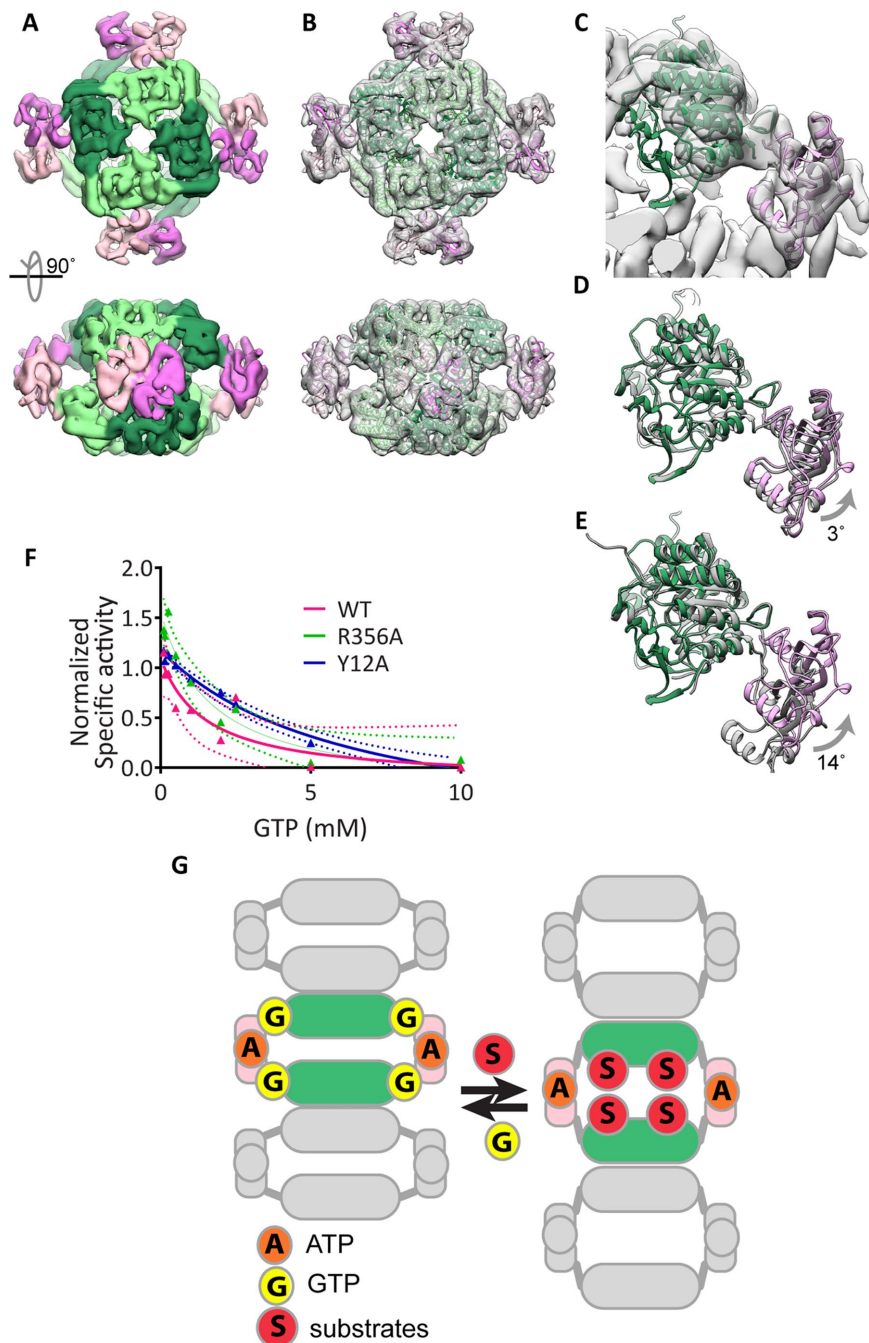 A
B
C
90°
D
3°
E
14°
F
Normalized
Specific activity
2.0
1.5
1.0
0.5
0.0
WT
R356A
Y12A
0
5
10
GTP (mM)
G
G
G
A
A
G
G
S
G
S
S
A
A
S
S
A ATP
G GTP
S substrates